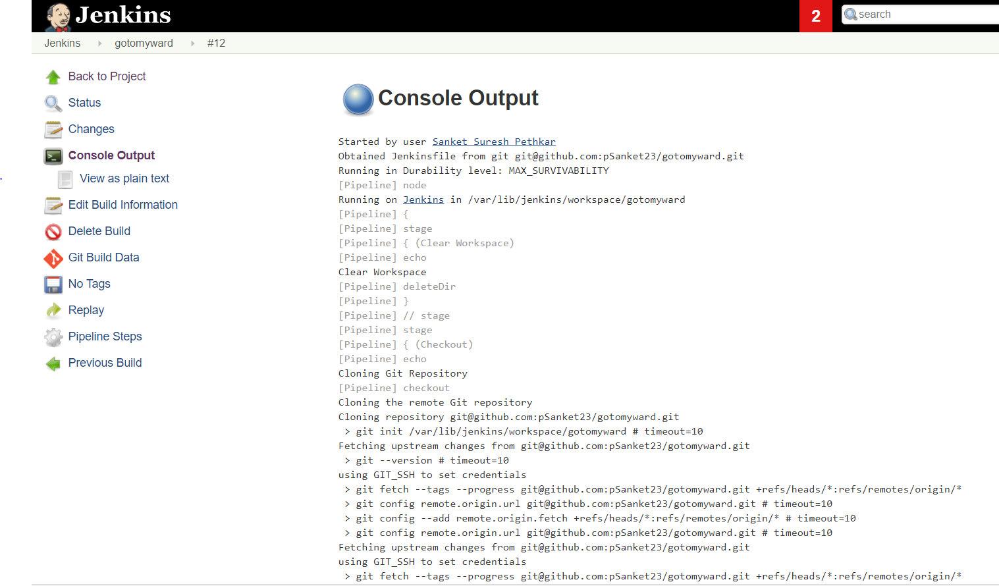 Jenkins
2
search
Jenkins gotomyward #12
Back to Project
Status
Changes
Console Output
View as plain text
Edit Build Information
Delete Build
Git Build Data
No Tags
Replay
Pipeline Steps
Previous Build
Console Output
Started by user Sanket Suresh Pethkar
Obtained Jenkinsfile from git git@github.com:pSanket23/gotomyward.git
Running in Durability level: MAX_SURVIVABILITY
[Pipeline] node
Running on Jenkins in /var/lib/jenkins/workspace/gotomyward
[Pipeline] {
[Pipeline] stage
[Pipeline] { (Clear Workspace)
[Pipeline] echo
Clear Workspace
[Pipeline] deleteDir
[Pipeline] }
[Pipeline] // stage
[Pipeline] stage
[Pipeline] { (Checkout)
[Pipeline] echo
Cloning Git Repository
[Pipeline] checkout
Cloning the remote Git repository
Cloning repository git@github.com:pSanket23/gotomyward.git
> git init /var/lib/jenkins/workspace/gotomyward # timeout=10
Fetching upstream changes from git@github.com:pSanket23/gotomyward.git
> git --version # timeout=10
using GIT_SSH to set credentials
> git fetch --tags --progress git@github.com:pSanket23/gotomyward.git +refs/heads/*:refs/remotes/origin/*
> git config remote.origin.url git@github.com:pSanket23/gotomyward.git # timeout=10
> git config --add remote.origin.fetch +refs/heads/*:refs/remotes/origin/* # timeout=10
> git config remote.origin.url git@github.com:pSanket23/gotomyward.git # timeout=10
Fetching upstream changes from git@github.com:pSanket23/gotomyward.git
using GIT_SSH to set credentials
> git fetch --tags --progress git@github.com:pSanket23/gotomyward.git +refs/heads/*:refs/remotes/origin/*